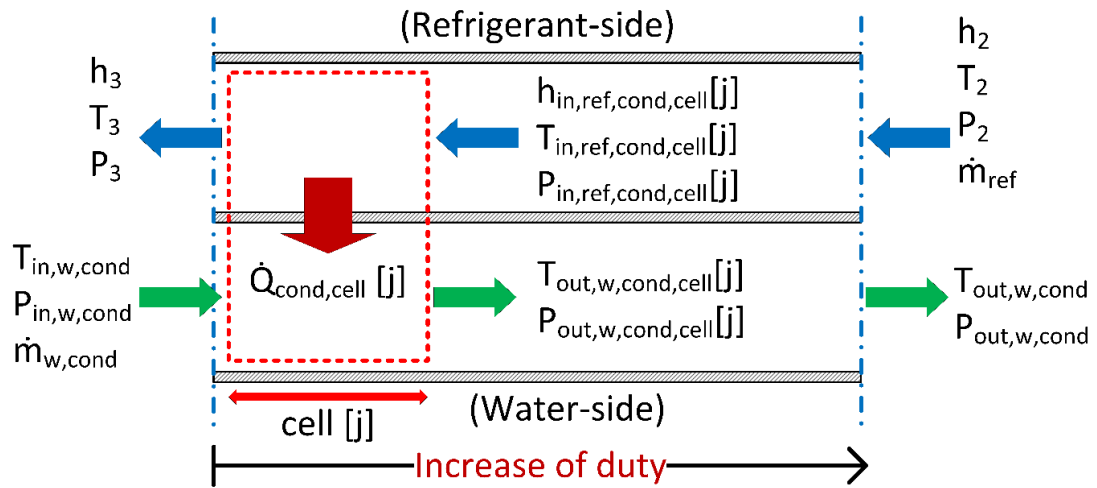 (Refrigerant-side)
h2
T2
P2
ṁref
h3
T3
P3
hin,ref,cond,cell[j]
Tin,ref,cond,cell[j]
Pin,ref,cond,cell[j]
Tin,w,cond
Pin,w,cond
ṁw,cond
Q̇cond,cell [j]
Tout,w,cond,cell[j]
Pout,w,cond,cell[j]
Tout,w,cond
Pout,w,cond
cell [j]
(Water-side)
Increase of duty